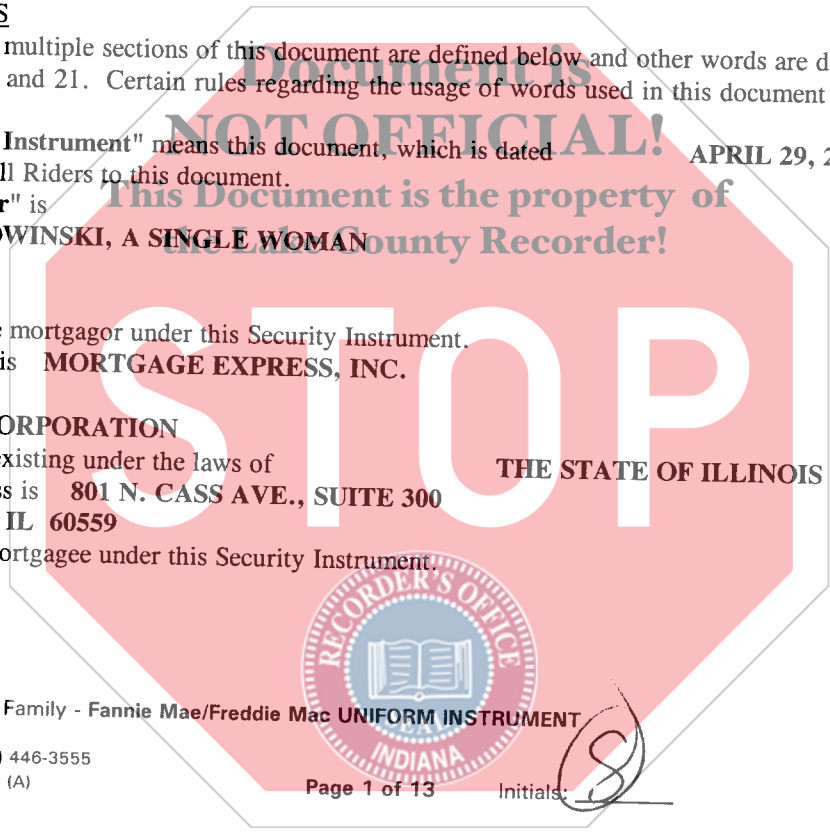 S
multiple sections of this document are defined below and other words are d
and 21. Certain rules regarding the usage of words used in this document
Document is
NOT OFFICIAL!
This Document is the property of
the Lake County Recorder!
Instrument" means this document, which is dated APRIL 29, 2
ll Riders to this document.
r" is
OWINSKI, A SINGLE WOMAN
e mortgagor under this Security Instrument.
is MORTGAGE EXPRESS, INC.
STOP
ORPORATION
existing under the laws of THE STATE OF ILLINOIS
ss is 801 N. CASS AVE., SUITE 300
IL 60559
ortgagee under this Security Instrument.
RECORDER'S OFFICE
SEAL
INDIANA
Family - Fannie Mae/Freddie Mac UNIFORM INSTRUMENT
) 446-3555
(A)
Page 1 of 13 Initials: